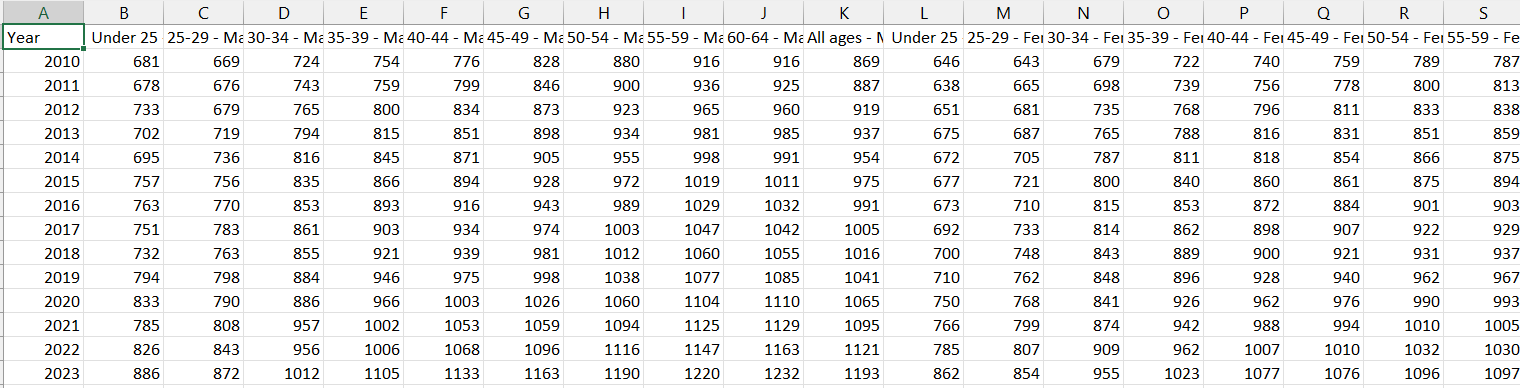 A B C D E F G H I J K L M N O P Q R S
Year Under 25 25-29 - Ma 30-34 - Ma 35-39 - Ma 40-44 - Ma 45-49 - Ma 50-54 - Ma 55-59 - Ma 60-64 - Ma All ages - M Under 25 25-29 - Fer 30-34 - Fer 35-39 - Fer 40-44 - Fer 45-49 - Fer 50-54 - Fer 55-59 - Fe
2010 681 669 724 754 776 828 880 916 916 869 646 643 679 722 740 759 789 787
2011 678 676 743 759 799 846 900 936 925 887 638 665 698 739 756 778 800 813
2012 733 679 765 800 834 873 923 965 960 919 651 681 735 768 796 811 833 838
2013 702 719 794 815 851 898 934 981 985 937 675 687 765 788 816 831 851 859
2014 695 736 816 845 871 905 955 998 991 954 672 705 787 811 818 854 866 875
2015 757 756 835 866 894 928 972 1019 1011 975 677 721 800 840 860 861 875 894
2016 763 770 853 893 916 943 989 1029 1032 991 673 710 815 853 872 884 901 903
2017 751 783 861 903 934 974 1003 1047 1042 1005 692 733 814 862 898 907 922 929
2018 732 763 855 921 939 981 1012 1060 1055 1016 700 748 843 889 900 921 931 937
2019 794 798 884 946 975 998 1038 1077 1085 1041 710 762 848 896 928 940 962 967
2020 833 790 886 966 1003 1026 1060 1104 1110 1065 750 768 841 926 962 976 990 993
2021 785 808 957 1002 1053 1059 1094 1125 1129 1095 766 799 874 942 988 994 1010 1005
2022 826 843 956 1006 1068 1096 1116 1147 1163 1121 785 807 909 962 1007 1010 1032 1030
2023 886 872 1012 1105 1133 1163 1190 1220 1232 1193 862 854 955 1023 1077 1076 1096 1097